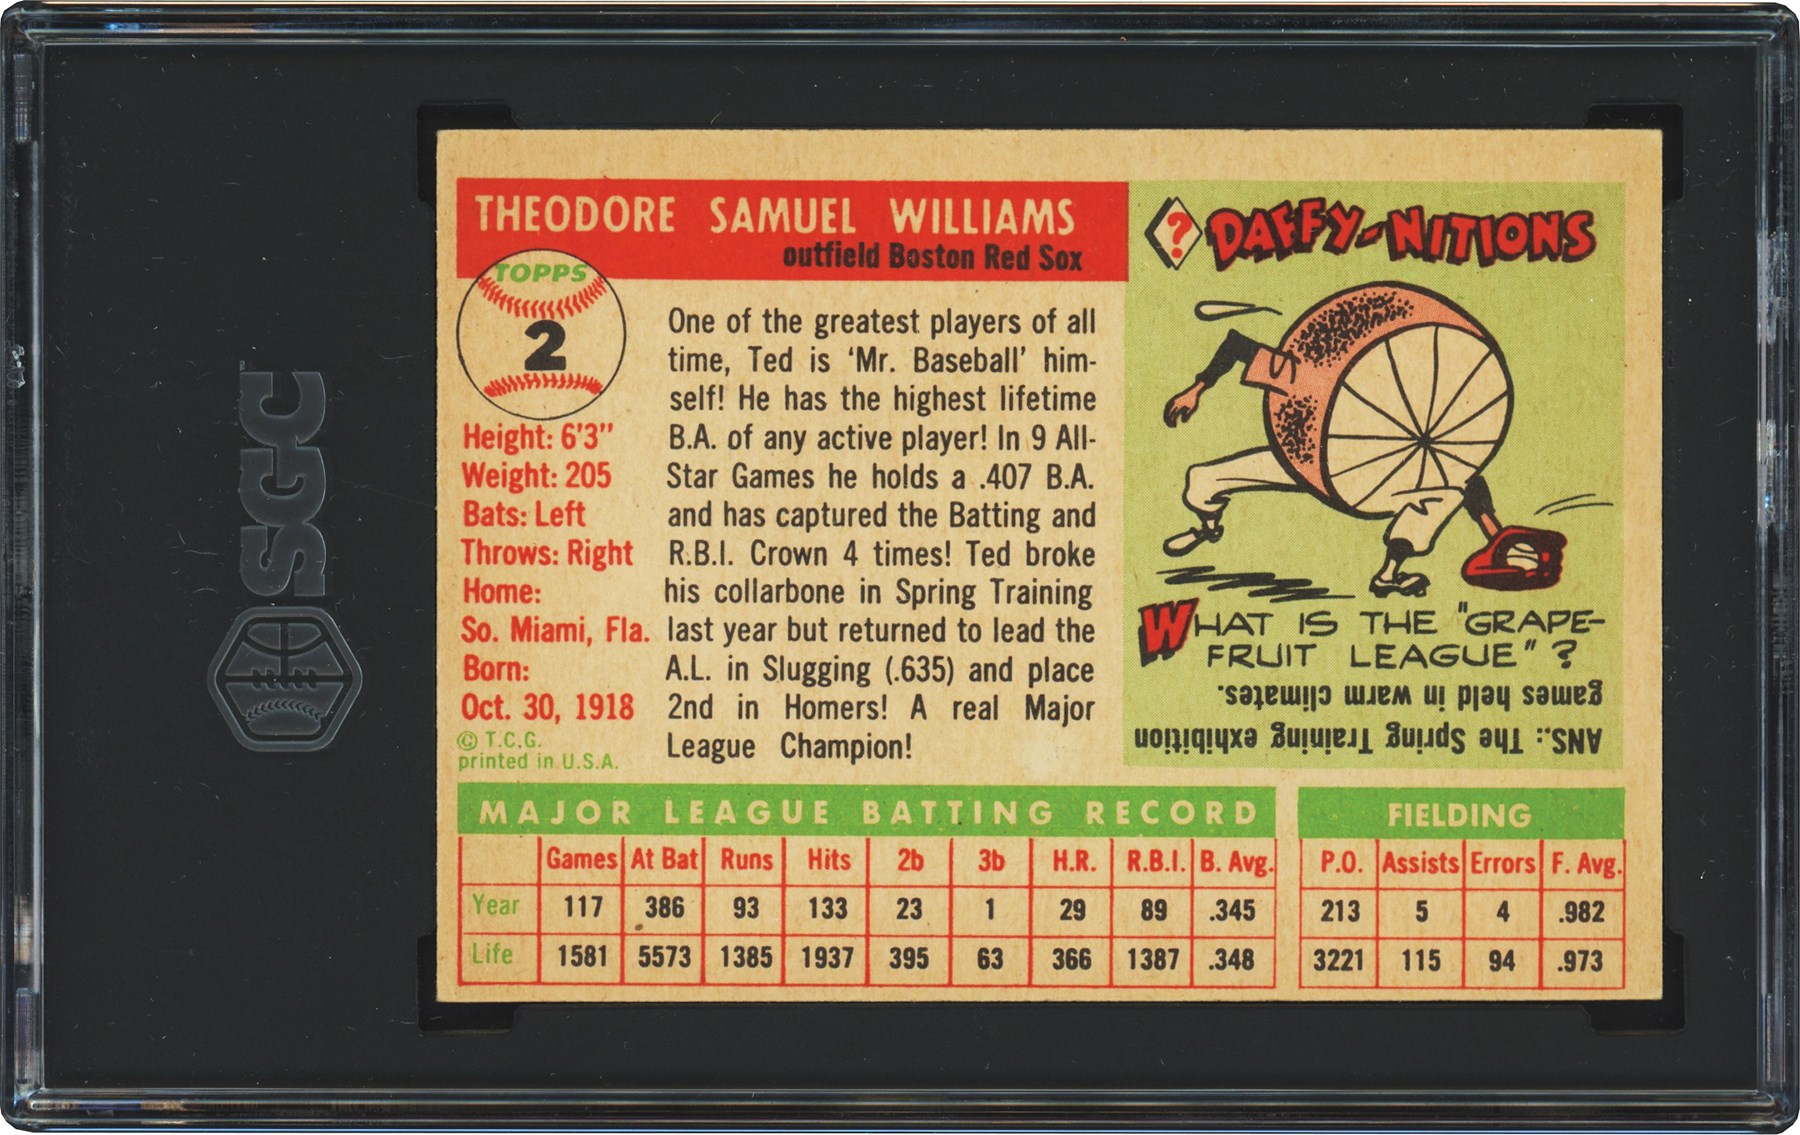 SGC
THEODORE SAMUEL WILLIAMS
outfield Boston Red Sox
TOPPS
2
Height: 6'3"
Weight: 205
Bats: Left
Throws: Right
Home:
So. Miami, Fla.
Born:
Oct. 30, 1918
© T.C.G.
printed in U.S.A.
One of the greatest players of all
time, Ted is 'Mr. Baseball' him-
self! He has the highest lifetime
B.A. of any active player! In 9 All-
Star Games he holds a .407 B.A.
and has captured the Batting and
R.B.I. Crown 4 times! Ted broke
his collarbone in Spring Training
last year but returned to lead the
A.L. in Slugging (.635) and place
2nd in Homers! A real Major
League Champion!
? DAFFY-NITIONS
WHAT IS THE "GRAPE-
FRUIT LEAGUE"?
ANS.: The Spring Training exhibition
games held in warm climates.
MAJOR LEAGUE BATTING RECORD
Games At Bat Runs Hits 2b 3b H.R. R.B.I. B. Avg.
Year 117 386 93 133 23 1 29 89 .345
Life 1581 5573 1385 1937 395 63 366 1387 .348
FIELDING
P.O. Assists Errors F. Avg.
213 5 4 .982
3221 115 94 .973